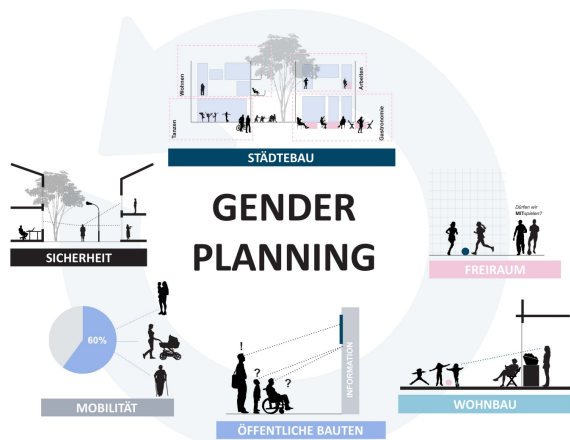 Wohnen
Arbeiten
Tanzen
Gastronomie
STÄDTEBAU
GENDER
PLANNING
Dürfen wir
MITspielen?
FREIRAUM
SICHERHEIT
60%
MOBILITÄT
!
?
?
INFORMATION
ÖFFENTLICHE BAUTEN
WOHNBAU